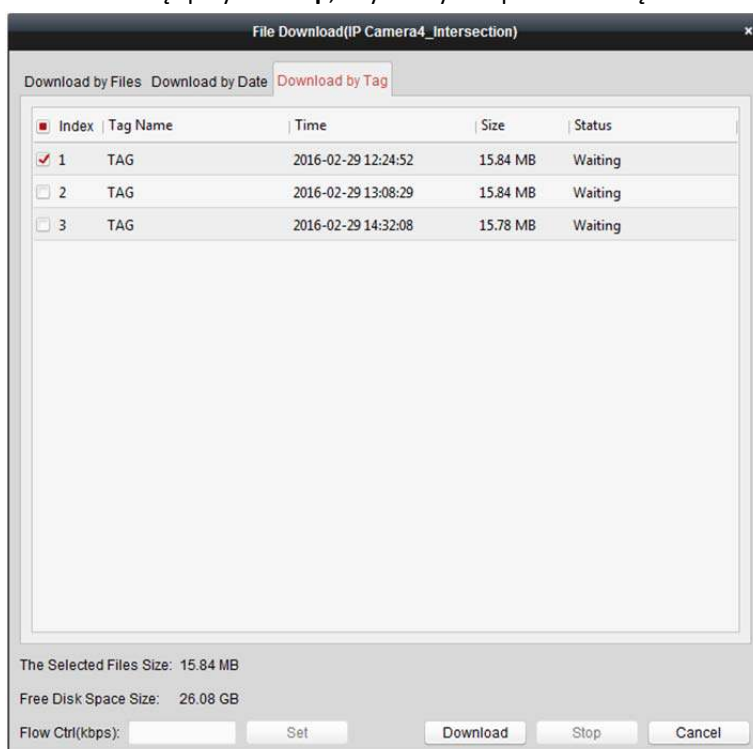 File Download(IP Camera4_Intersection)
Download by Files Download by Date Download by Tag
Index Tag Name Time Size Status
1 TAG 2016-02-29 12:24:52 15.84 MB Waiting
2 TAG 2016-02-29 13:08:29 15.84 MB Waiting
3 TAG 2016-02-29 14:32:08 15.78 MB Waiting
The Selected Files Size: 15.84 MB
Free Disk Space Size: 26.08 GB
Flow Ctrl(kbps): Set Download Stop Cancel